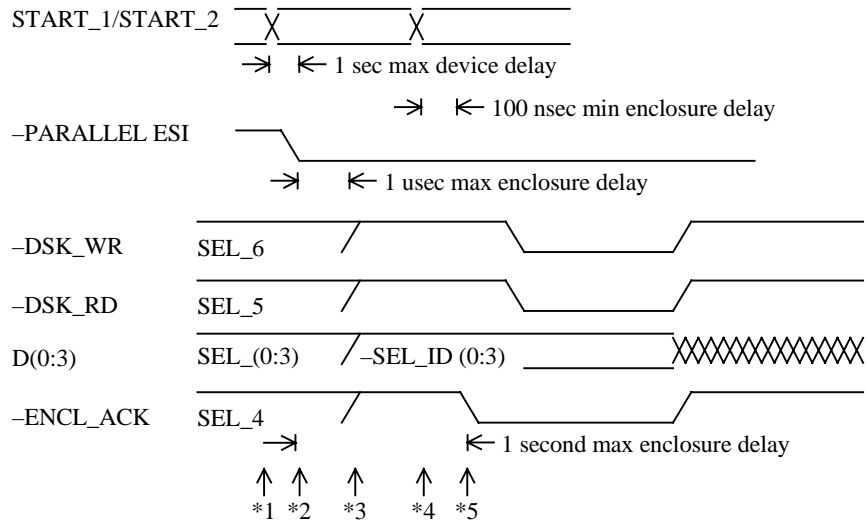 START_1/START_2
1 sec max device delay
100 nsec min enclosure delay
–PARALLEL ESI
1 usec max enclosure delay
–DSK_WR SEL_6
–DSK_RD SEL_5
D(0:3) SEL_(0:3) –SEL_ID (0:3)
–ENCL_ACK SEL_4
1 second max enclosure delay
*1 *2 *3 *4 *5